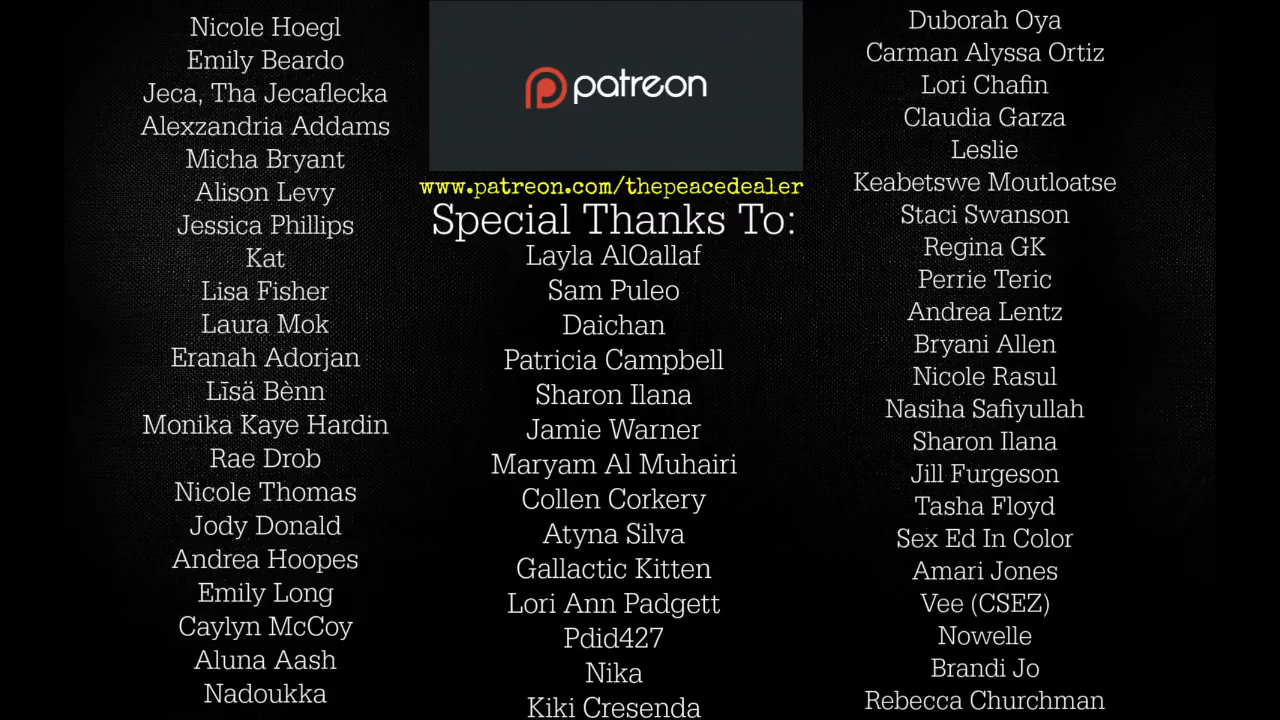 Nicole Hoegl
Emily Beardo
Jeca, Tha Jecaflecka
Alexzandria Addams
Micha Bryant
Alison Levy
Jessica Phillips
Kat
Lisa Fisher
Laura Mok
Eranah Adorjan
Līsä Bènn
Monika Kaye Hardin
Rae Drob
Nicole Thomas
Jody Donald
Andrea Hoopes
Emily Long
Caylyn McCoy
Aluna Aash
Nadoukka
patreon
www.patreon.com/thepeacedealer
Special Thanks To:
Layla AlQallaf
Sam Puleo
Daichan
Patricia Campbell
Sharon Ilana
Jamie Warner
Maryam Al Muhairi
Collen Corkery
Atyna Silva
Gallactic Kitten
Lori Ann Padgett
Pdid427
Nika
Kiki Cresenda
Duborah Oya
Carman Alyssa Ortiz
Lori Chafin
Claudia Garza
Leslie
Keabetswe Moutloatse
Staci Swanson
Regina GK
Perrie Teric
Andrea Lentz
Bryani Allen
Nicole Rasul
Nasiha Safiyullah
Sharon Ilana
Jill Furgeson
Tasha Floyd
Sex Ed In Color
Amari Jones
Vee (CSEZ)
Nowelle
Brandi Jo
Rebecca Churchman